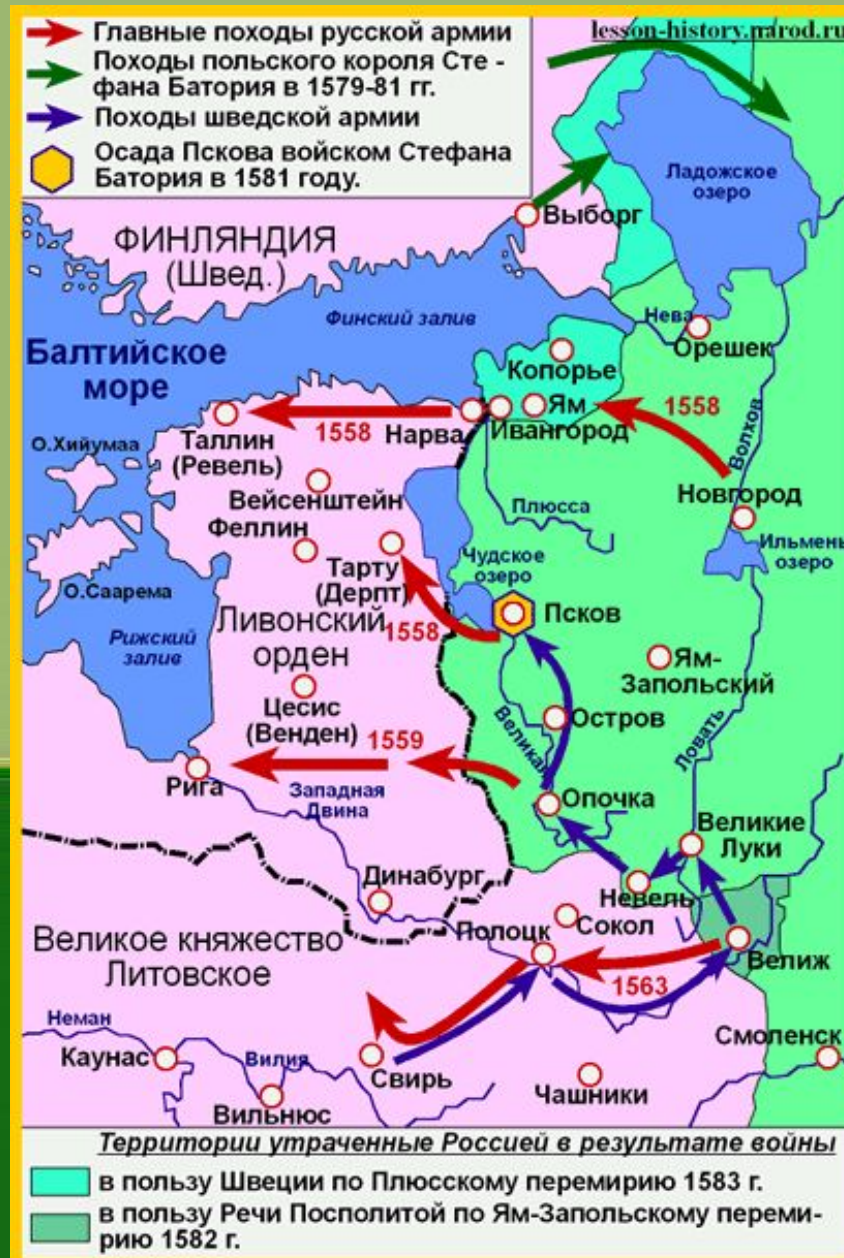 Главные походы русской армии
lesson-history.narod.ru
Походы польского короля Сте -
фана Батория в 1579-81 гг.
Походы шведской армии
Осада Пскова войском Стефана
Батория в 1581 году.
Ладожское
озеро
Выборг
ФИНЛЯНДИЯ
(Швед.)
Финский залив
Нева
Орешек
Балтийское
море
Копорье
Ям
1558
Волхов
О.Хийумаа
Таллин
(Ревель)
1558
Нарва
Ивангород
Новгород
Вейсенштейн
Плюсса
Феллин
Ильмень
озеро
Тарту
(Дерпт)
Чудское
озеро
О.Саарема
Псков
Ливонский
орден
1558
Рижский
залив
Ям-
Запольский
Цесис
(Венден)
Остров
Великая
Ловать
1559
Рига
Западная
Двина
Опочка
Великие
Луки
Динабург
Невель
Сокол
Полоцк
Великое княжество
Литовское
Велиж
1563
Неман
Каунас
Вилия
Свирь
Смоленск
Чашники
Вильнюс
Территории утраченные Россией в результате войны
в пользу Швеции по Плюсскому перемирию 1583 г.
в пользу Речи Посполитой по Ям-Запольскому переми-
рию 1582 г.